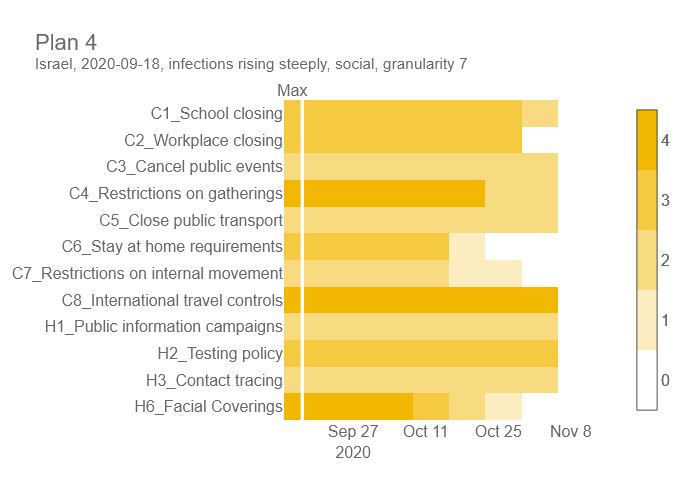 Plan 4
Israel, 2020-09-18, infections rising steeply, social, granularity 7
Max
C1_School closing
C2_Workplace closing
C3_Cancel public events
C4_Restrictions on gatherings
C5_Close public transport
C6_Stay at home requirements
C7_Restrictions on internal movement
C8_International travel controls
H1_Public information campaigns
H2_Testing policy
H3_Contact tracing
H6_Facial Coverings
Sep 27 Oct 11 Oct 25 Nov 8
2020
4
3
2
1
0